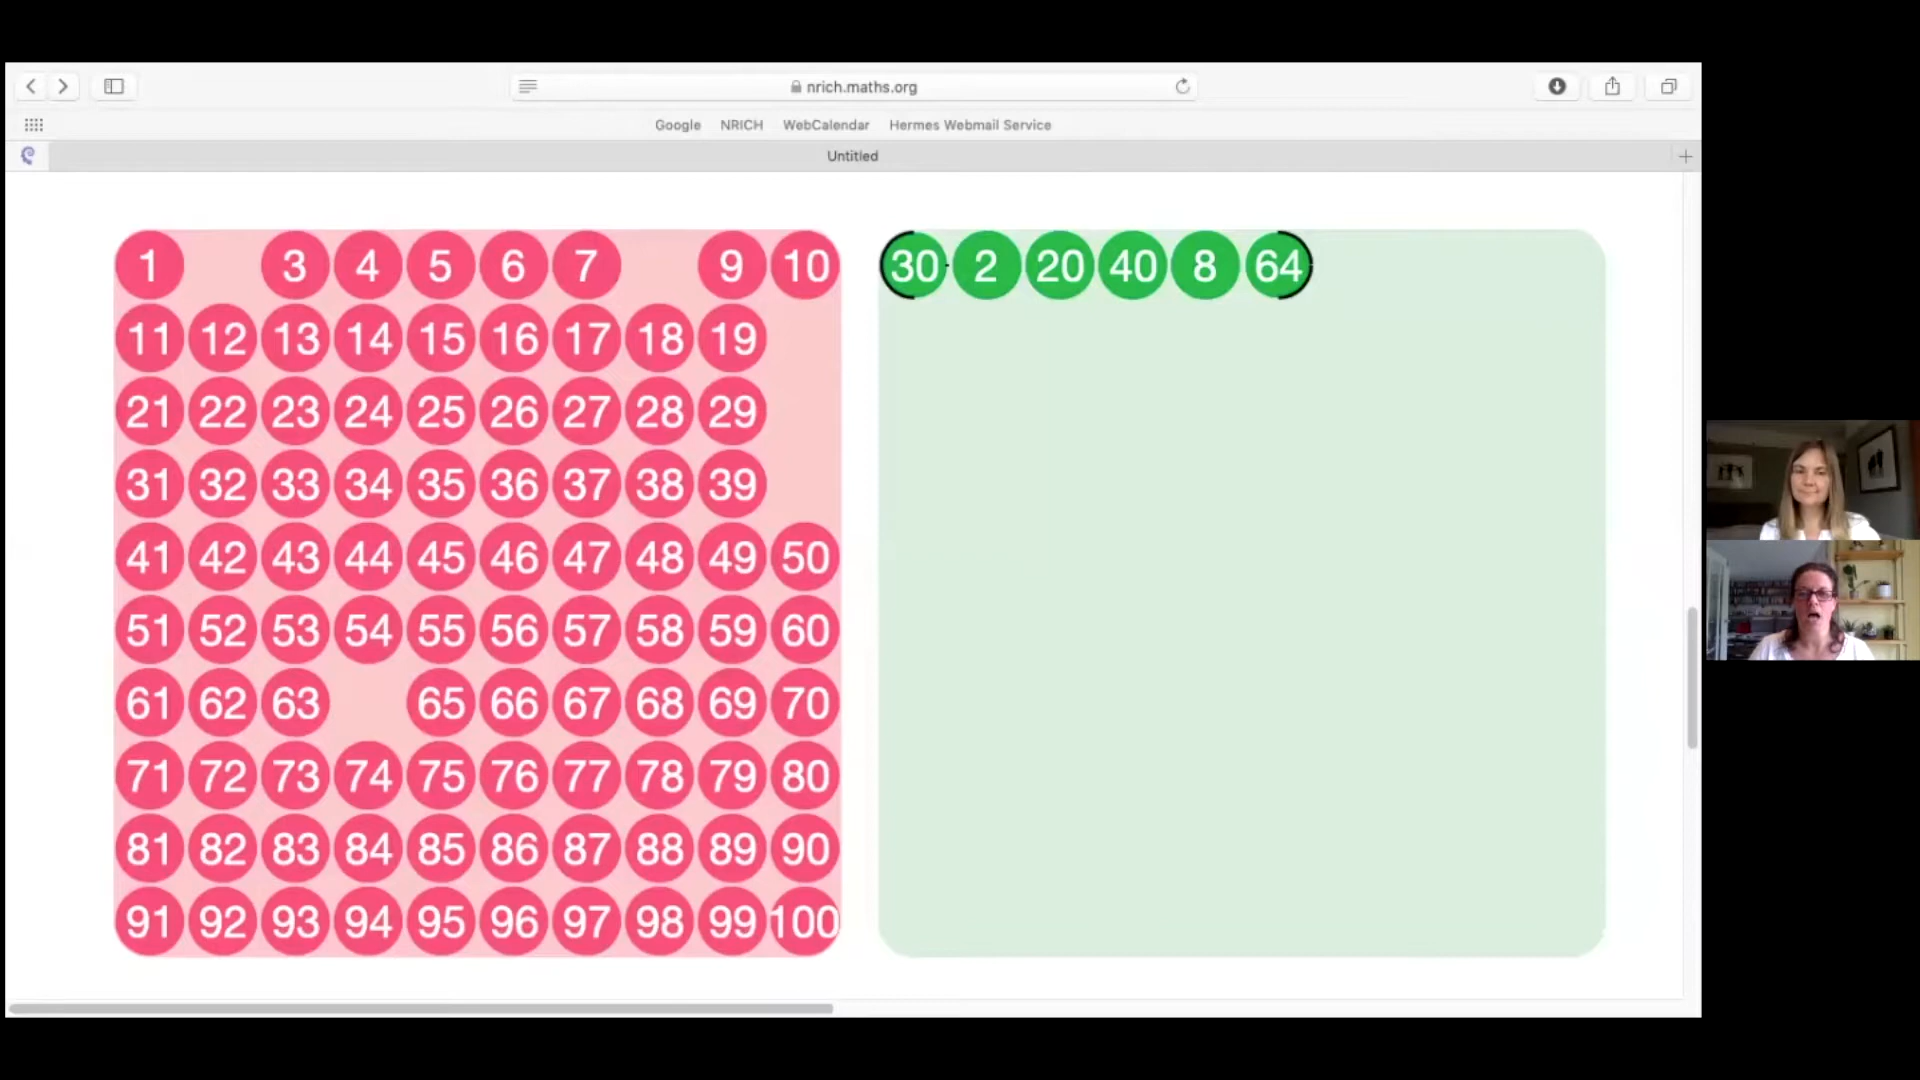 nrich.maths.org
Google NRICH WebCalendar Hermes Webmail Service
Untitled
1 3 4 5 6 7 9 10
11 12 13 14 15 16 17 18 19
21 22 23 24 25 26 27 28 29
31 32 33 34 35 36 37 38 39
41 42 43 44 45 46 47 48 49 50
51 52 53 54 55 56 57 58 59 60
61 62 63 65 66 67 68 69 70
71 72 73 74 75 76 77 78 79 80
81 82 83 84 85 86 87 88 89 90
91 92 93 94 95 96 97 98 99 100
30 2 20 40 8 64